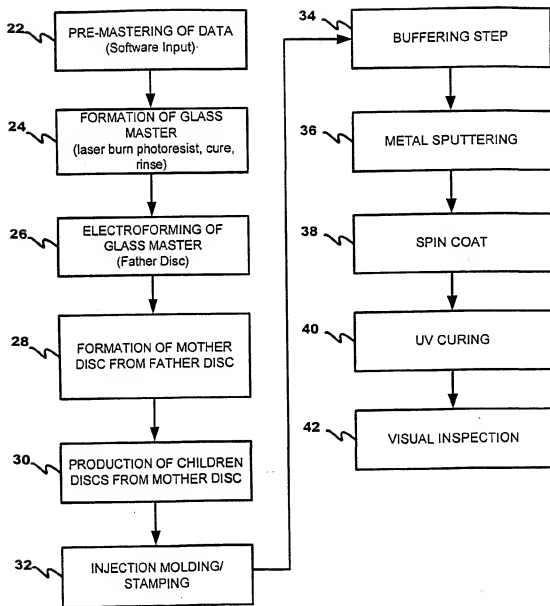 22
PRE-MASTERING OF DATA
(Software Input)
24
FORMATION OF GLASS
MASTER
(laser burn photoresist, cure,
rinse)
26
ELECTROFORMING OF
GLASS MASTER
(Father Disc)
28
FORMATION OF MOTHER
DISC FROM FATHER DISC
30
PRODUCTION OF CHILDREN
DISCS FROM MOTHER DISC
32
INJECTION MOLDING/
STAMPING
34
BUFFERING STEP
36
METAL SPUTTERING
38
SPIN COAT
40
UV CURING
42
VISUAL INSPECTION